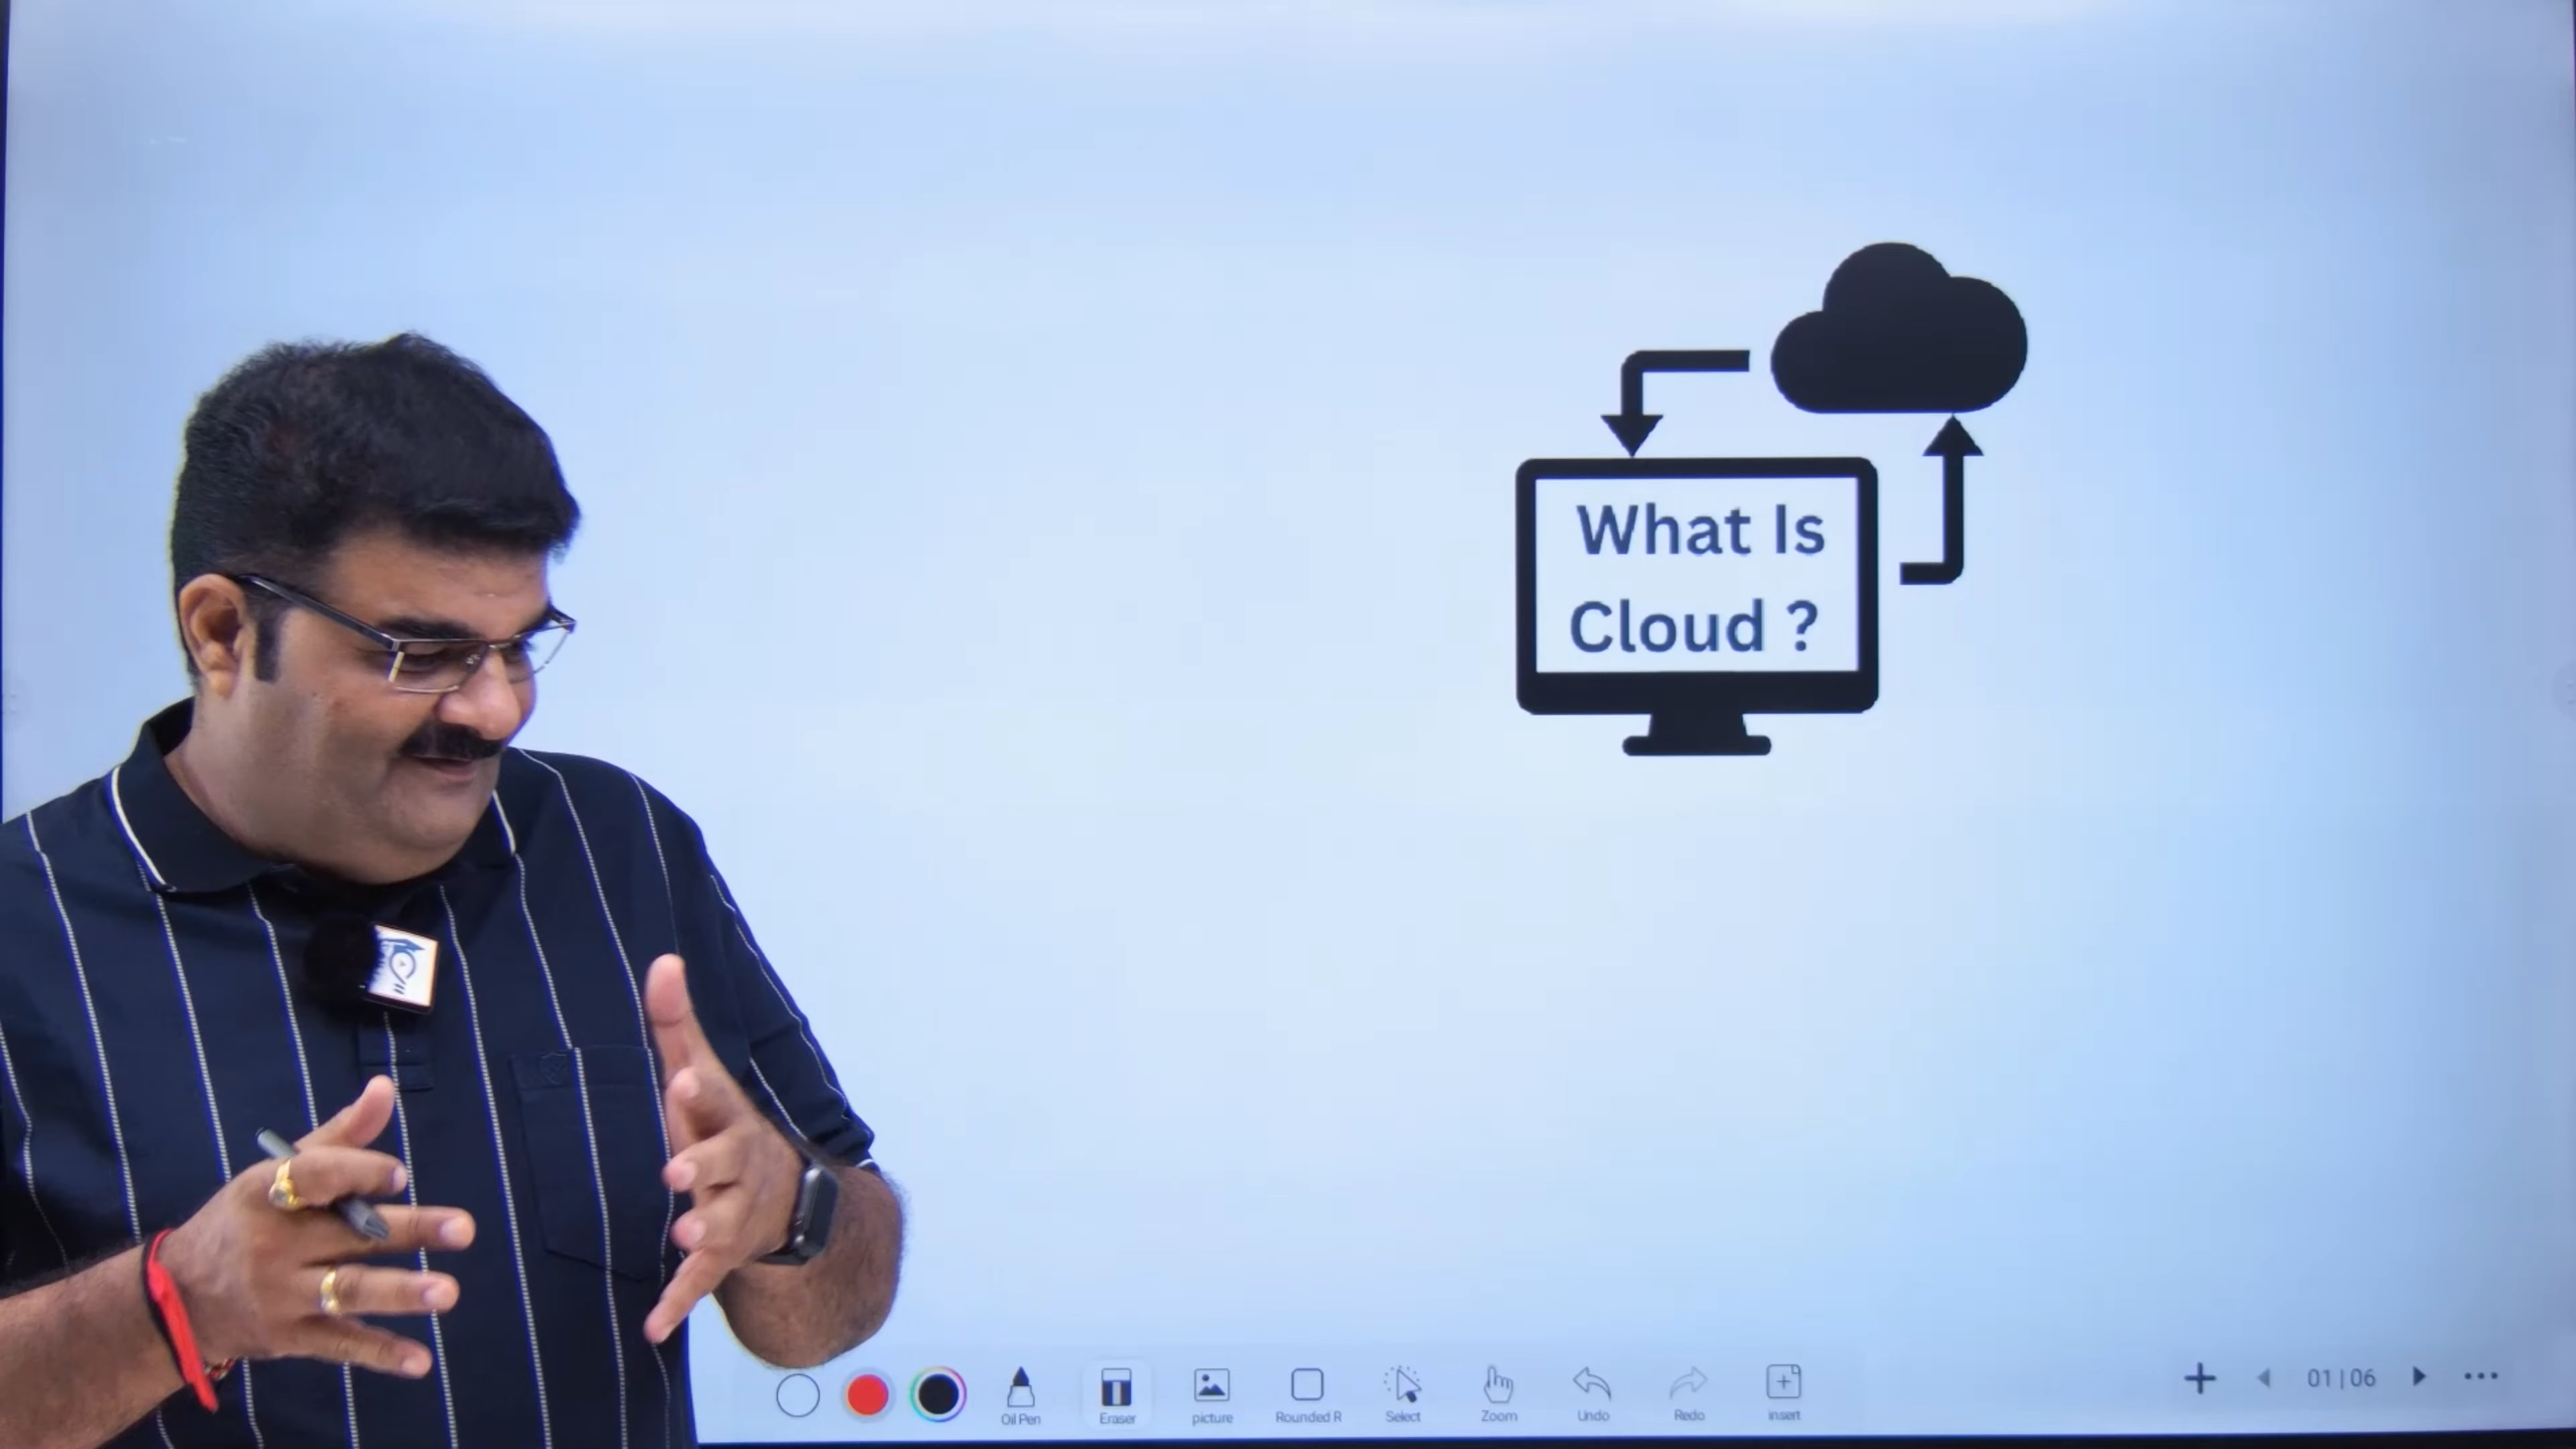 What Is
Cloud ?
Oil Pen
Eraser
picture
Rounded R
Select
Zoom
Undo
Redo
insert
01|06